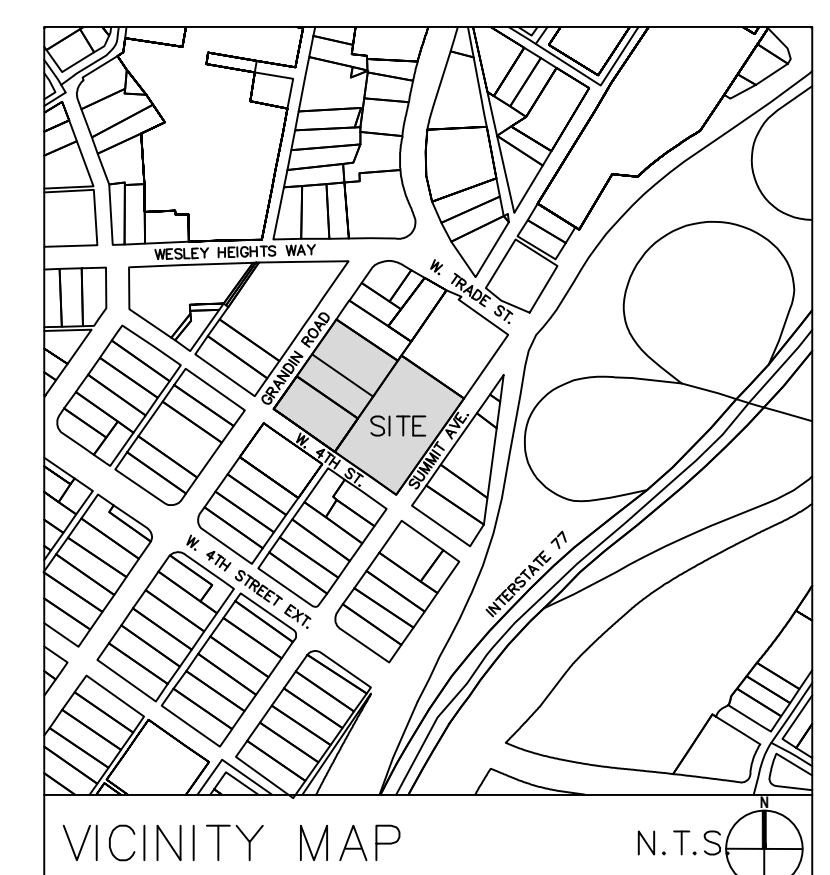 WESLEY HEIGHTS WAY
W. TRADE ST.
GRANDIN ROAD
SITE
SUMMIT AVE.
W. 4TH ST.
W. 4TH STREET EXT.
INTERSTATE 77
N
VICINITY MAP
N.T.S.